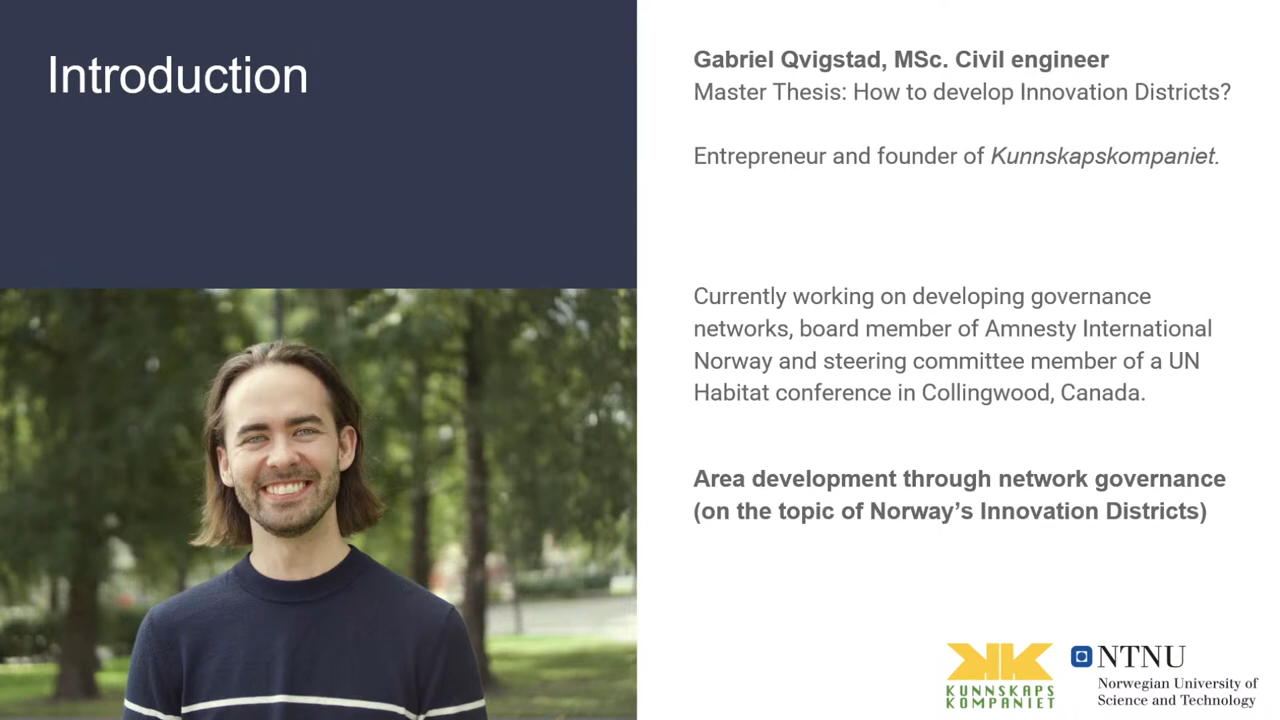 Introduction
Gabriel Qvigstad, MSc. Civil engineer
Master Thesis: How to develop Innovation Districts?
Entrepreneur and founder of Kunnskapskompaniet.
Currently working on developing governance
networks, board member of Amnesty International
Norway and steering committee member of a UN
Habitat conference in Collingwood, Canada.
Area development through network governance
(on the topic of Norway’s Innovation Districts)
KK
KUNNSKAPS
KOMPANIET
NTNU
Norwegian University of
Science and Technology